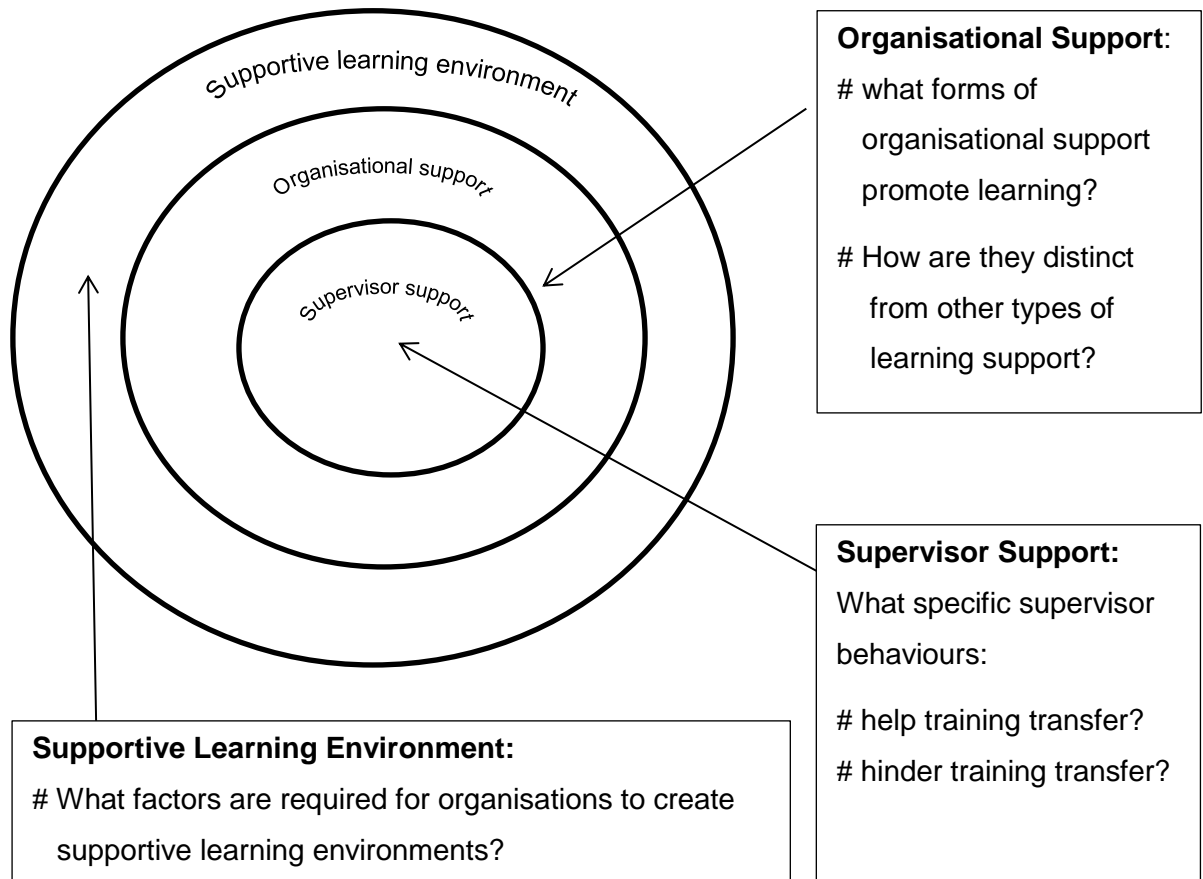 Supportive learning environment
Organisational support
Supervisor support
Organisational Support:
# what forms of
organisational support
promote learning?
# How are they distinct
from other types of
learning support?
Supervisor Support:
What specific supervisor
behaviours:
# help training transfer?
# hinder training transfer?
Supportive Learning Environment:
# What factors are required for organisations to create
supportive learning environments?